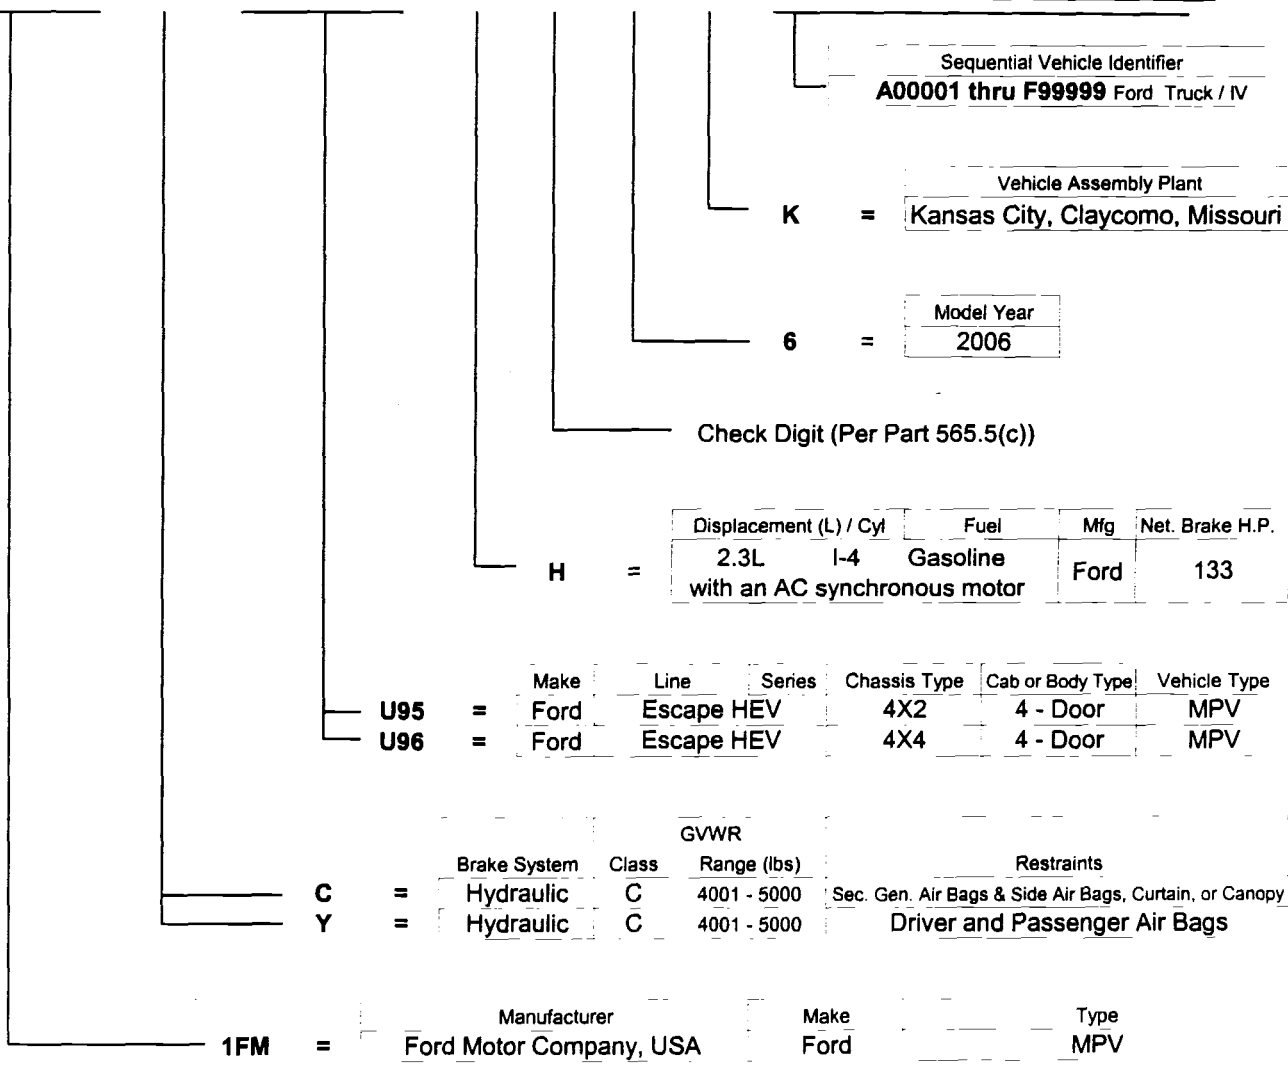 Sequential Vehicle Identifier
A00001 thru F99999 Ford Truck / IV
Vehicle Assembly Plant
K = Kansas City, Claycomo, Missouri
Model Year
6 = 2006
Check Digit (Per Part 565.5(c))
Displacement (L) / Cyl Fuel Mfg Net. Brake H.P.
2.3L I-4 Gasoline
H = with an AC synchronous motor Ford 133
Make Line Series Chassis Type Cab or Body Type Vehicle Type
U95 = Ford Escape HEV 4X2 4 - Door MPV
U96 = Ford Escape HEV 4X4 4 - Door MPV
GVWR
Brake System Class Range (lbs) Restraints
C = Hydraulic C 4001 - 5000 Sec. Gen. Air Bags & Side Air Bags, Curtain, or Canopy
Y = Hydraulic C 4001 - 5000 Driver and Passenger Air Bags
Manufacturer Make Type
1FM = Ford Motor Company, USA Ford MPV